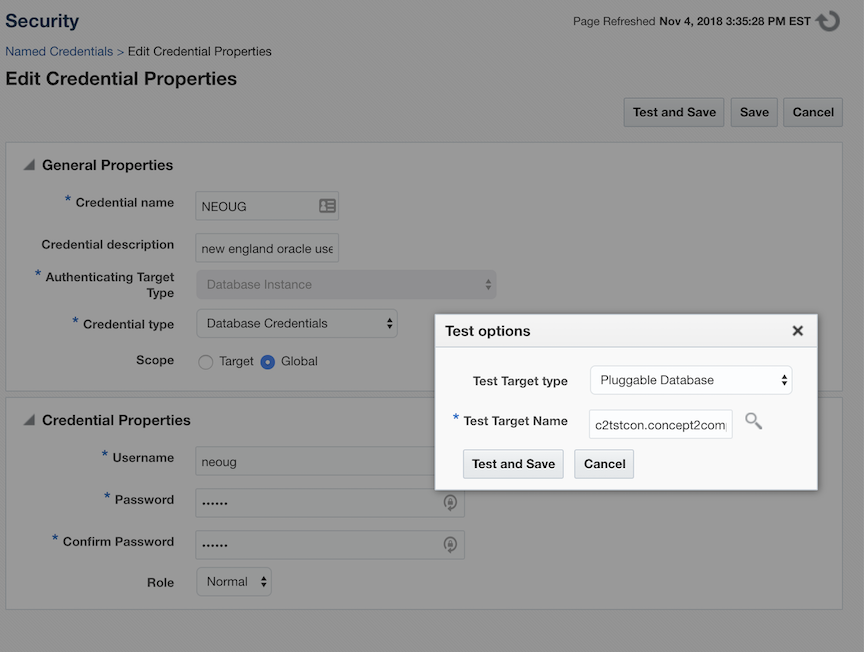 Security
Page Refreshed Nov 4, 2018 3:35:28 PM EST
Named Credentials > Edit Credential Properties
Edit Credential Properties
Test and Save Save Cancel
General Properties
* Credential name NEOUG
Credential description new england oracle use
* Authenticating Target
Type
Database Instance
* Credential type Database Credentials
Scope Target Global
Test options
Test Target type Pluggable Database
* Test Target Name c2tstcon.concept2com
Test and Save Cancel
Credential Properties
* Username neoug
* Password ••••••
* Confirm Password ••••••
Role Normal